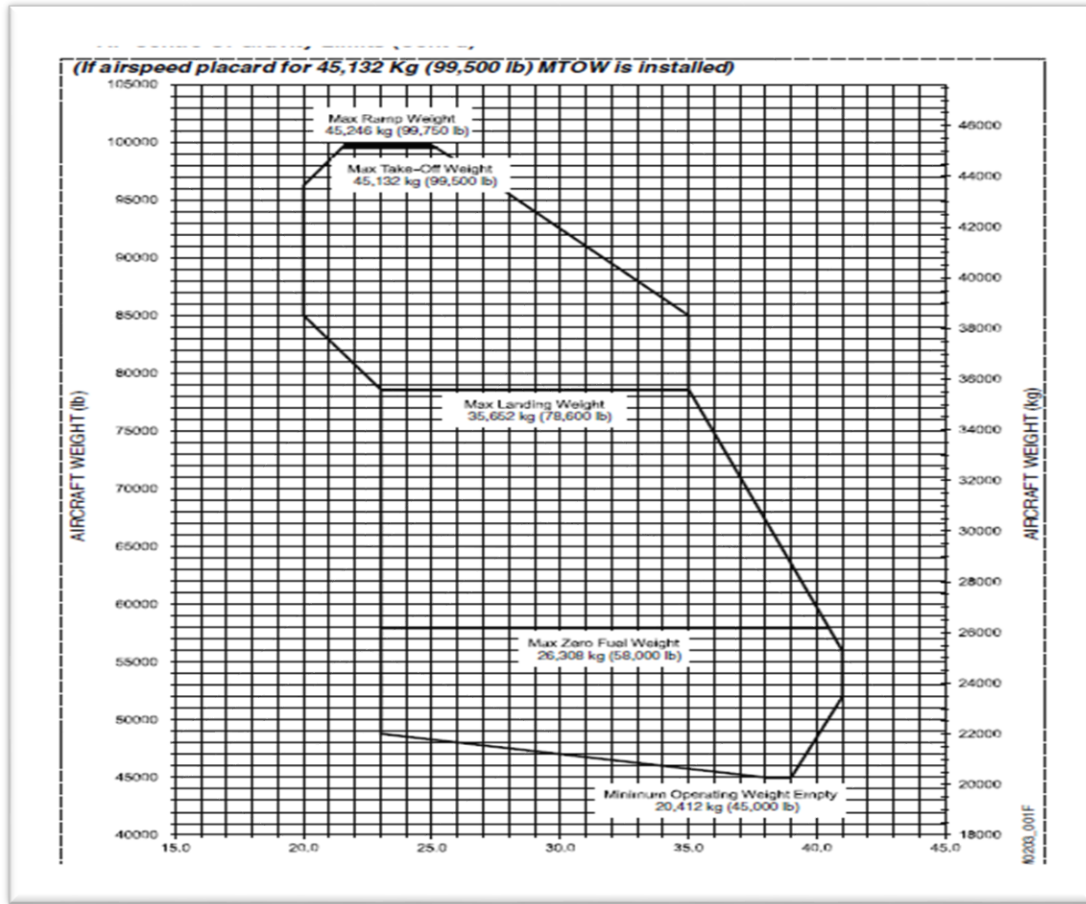 (If airspeed placard for 45,132 Kg (99,500 lb) MTOW is installed)
105000
100000
95000
90000
85000
80000
75000
70000
65000
60000
55000
50000
45000
40000
AIRCRAFT WEIGHT (lb)
Max Ramp Weight
45,246 kg (99,750 lb)
Max Take-Off Weight
45,132 kg (99,500 lb)
Max Landing Weight
35,652 kg (78,600 lb)
Max Zero Fuel Weight
26,308 kg (58,000 lb)
Minimum Operating Weight Empty
20,412 kg (45,000 lb)
46000
44000
42000
40000
38000
36000
34000
32000
30000
28000
26000
24000
22000
20000
18000
AIRCRAFT WEIGHT (kg)
15.0 20.0 25.0 30.0 35.0 40.0 45.0